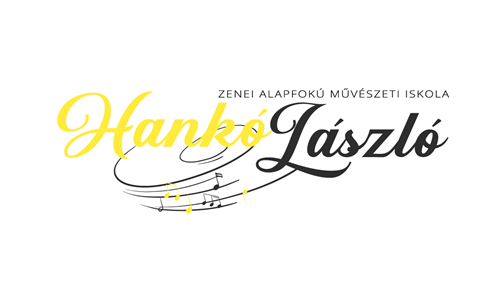 ZENEI ALAPFOKÚ MŰVÉSZETI ISKOLA
Hankó László